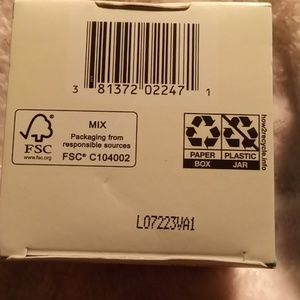 3 81372 02247 1
FSC
www.fsc.org
MIX
Packaging from
responsible sources
FSC® C104002
PAPER
BOX
PLASTIC
JAR
how2recycle.info
L07223VA1